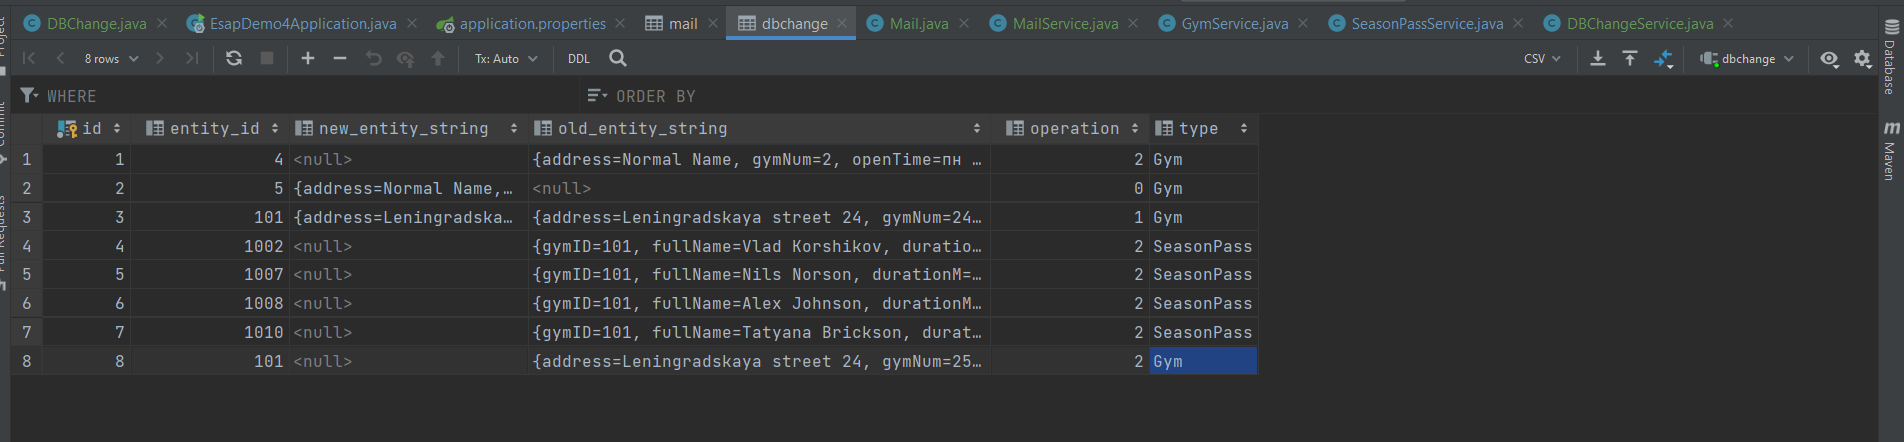 DBChange.java EsapDemo4Application.java application.properties mail dbchange Mail.java MailService.java GymService.java SeasonPassService.java DBChangeService.java
8 rows Tx: Auto DDL CSV dbchange
WHERE ORDER BY
id entity_id new_entity_string old_entity_string operation type
1 1 4 <null> {address=Normal Name, gymNum=2, openTime=пн … 2 Gym
2 2 5 {address=Normal Name,… <null> 0 Gym
3 3 101 {address=Leningradska… {address=Leningradskaya street 24, gymNum=24… 1 Gym
4 4 1002 <null> {gymID=101, fullName=Vlad Korshikov, duratio… 2 SeasonPass
5 5 1007 <null> {gymID=101, fullName=Nils Norson, durationM=… 2 SeasonPass
6 6 1008 <null> {gymID=101, fullName=Alex Johnson, durationM… 2 SeasonPass
7 7 1010 <null> {gymID=101, fullName=Tatyana Brickson, durat… 2 SeasonPass
8 8 101 <null> {address=Leningradskaya street 24, gymNum=25… 2 Gym
Database
m Maven
Project
Commit
Pull Requests